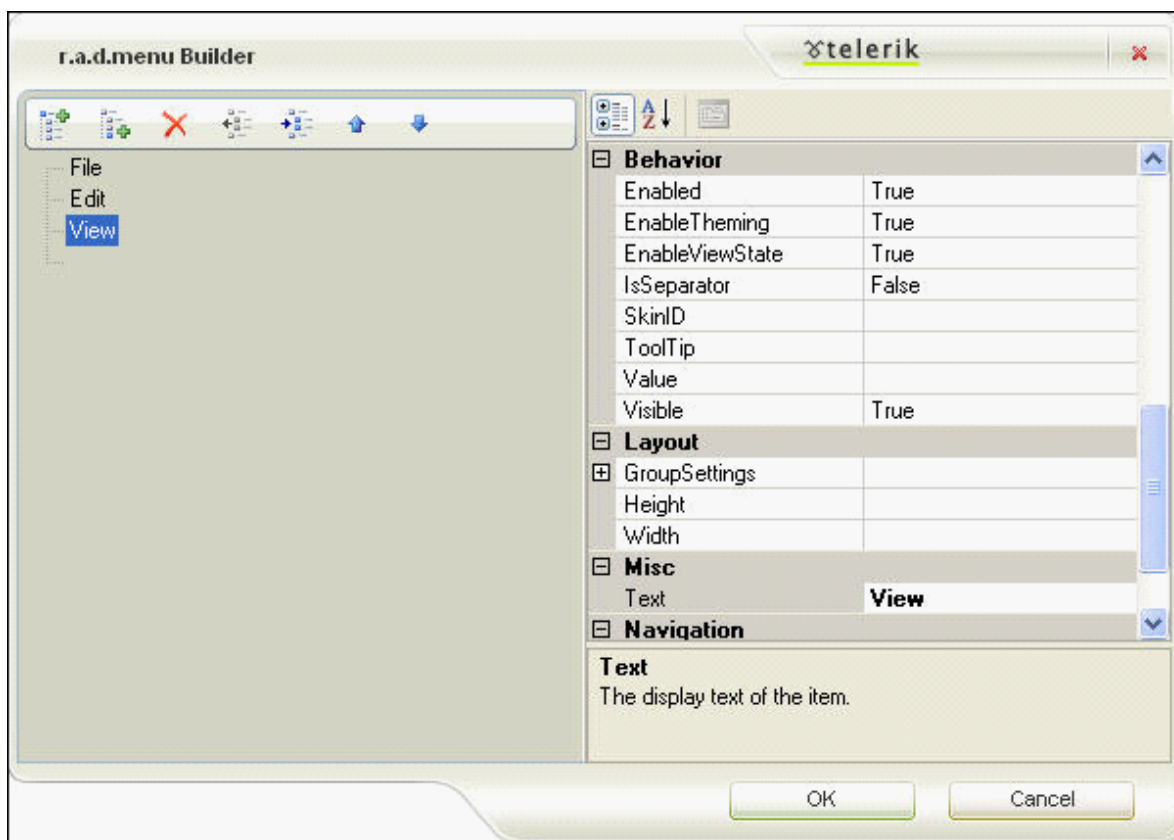 r.a.d.menu Builder
telerik
File
Edit
View
A
Z
Behavior
Enabled True
EnableTheming True
EnableViewState True
IsSeparator False
SkinID
ToolTip
Value
Visible True
Layout
GroupSettings
Height
Width
Misc
Text View
Navigation
Text
The display text of the item.
OK Cancel